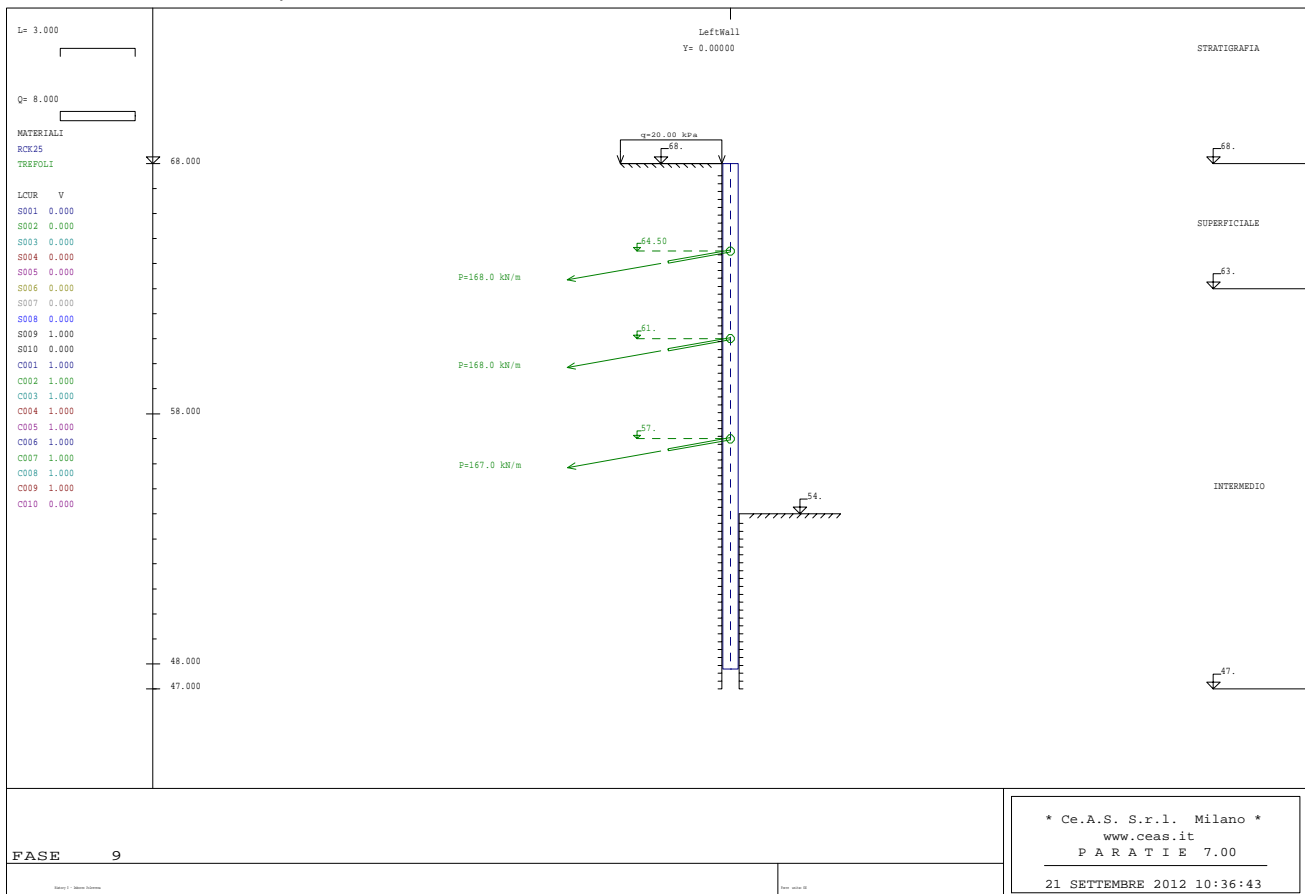 L= 3.000
Q= 8.000
MATERIALI
RCK25
TREFOLI
LCUR V
S001 0.000
S002 0.000
S003 0.000
S004 0.000
S005 0.000
S006 0.000
S007 0.000
S008 0.000
S009 1.000
S010 0.000
C001 1.000
C002 1.000
C003 1.000
C004 1.000
C005 1.000
C006 1.000
C007 1.000
C008 1.000
C009 1.000
C010 0.000
68.000
58.000
48.000
47.000
LeftWall
Y= 0.00000
q=20.00 kPa
68.
64.50
P=168.0 kN/m
61.
P=168.0 kN/m
57.
P=167.0 kN/m
54.
STRATIGRAFIA
68.
SUPERFICIALE
63.
INTERMEDIO
47.
FASE 9
* Ce.A.S. S.r.l. Milano *
www.ceas.it
P A R A T I E 7.00
21 SETTEMBRE 2012 10:36:43